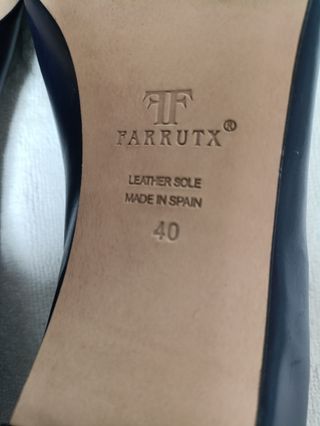 FF
FARRUTX®
LEATHER SOLE
MADE IN SPAIN
40